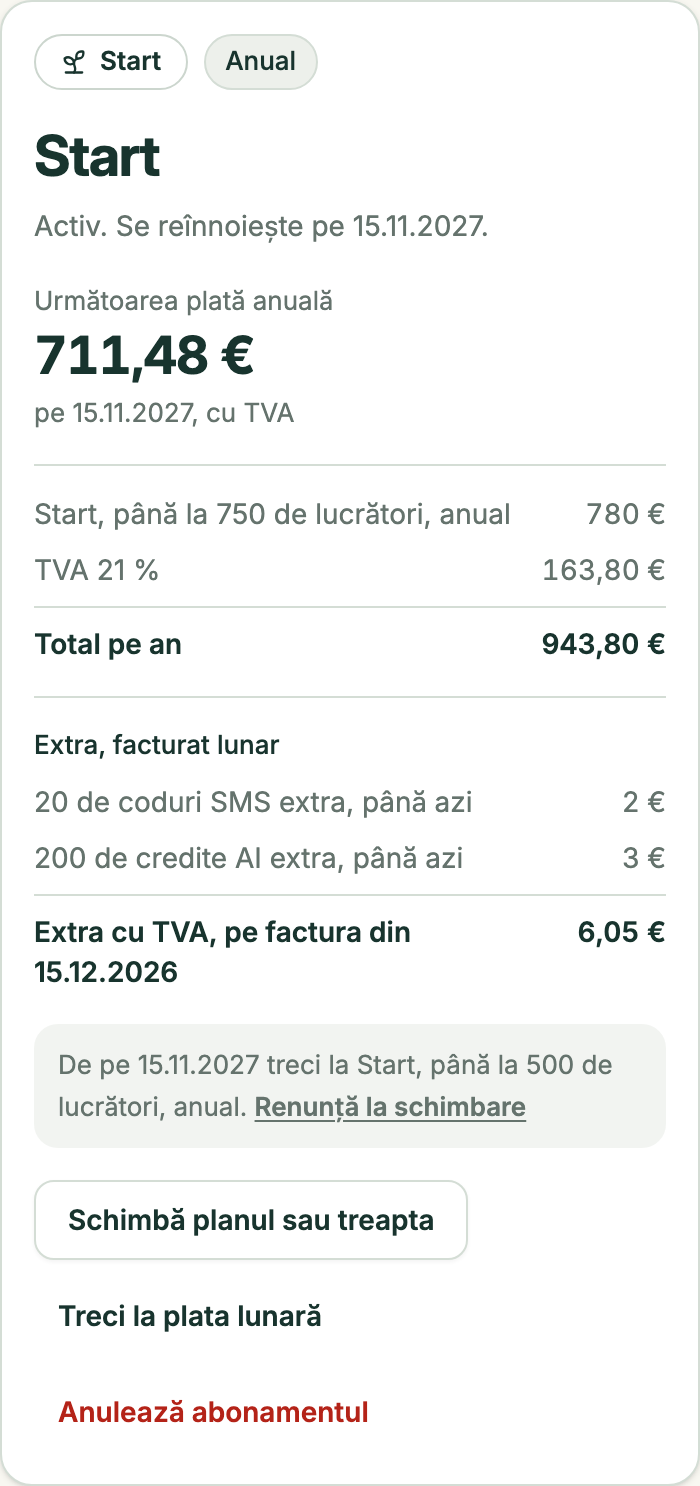 Start
Anual
Start
Activ. Se reînnoiește pe 15.11.2027.
Următoarea plată anuală
711,48 €
pe 15.11.2027, cu TVA
Start, până la 750 de lucrători, anual 780 €
TVA 21 % 163,80 €
Total pe an 943,80 €
Extra, facturat lunar
20 de coduri SMS extra, până azi 2 €
200 de credite AI extra, până azi 3 €
Extra cu TVA, pe factura din 6,05 €
15.12.2026
De pe 15.11.2027 treci la Start, până la 500 de
lucrători, anual. Renunță la schimbare
Schimbă planul sau treapta
Treci la plata lunară
Anulează abonamentul